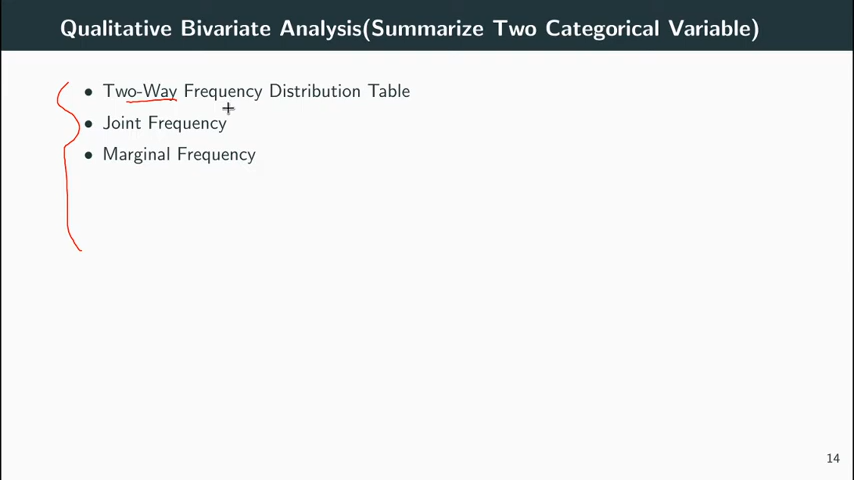 Qualitative Bivariate Analysis(Summarize Two Categorical Variable)
• Two-Way Frequency Distribution Table
• Joint Frequency
• Marginal Frequency
14